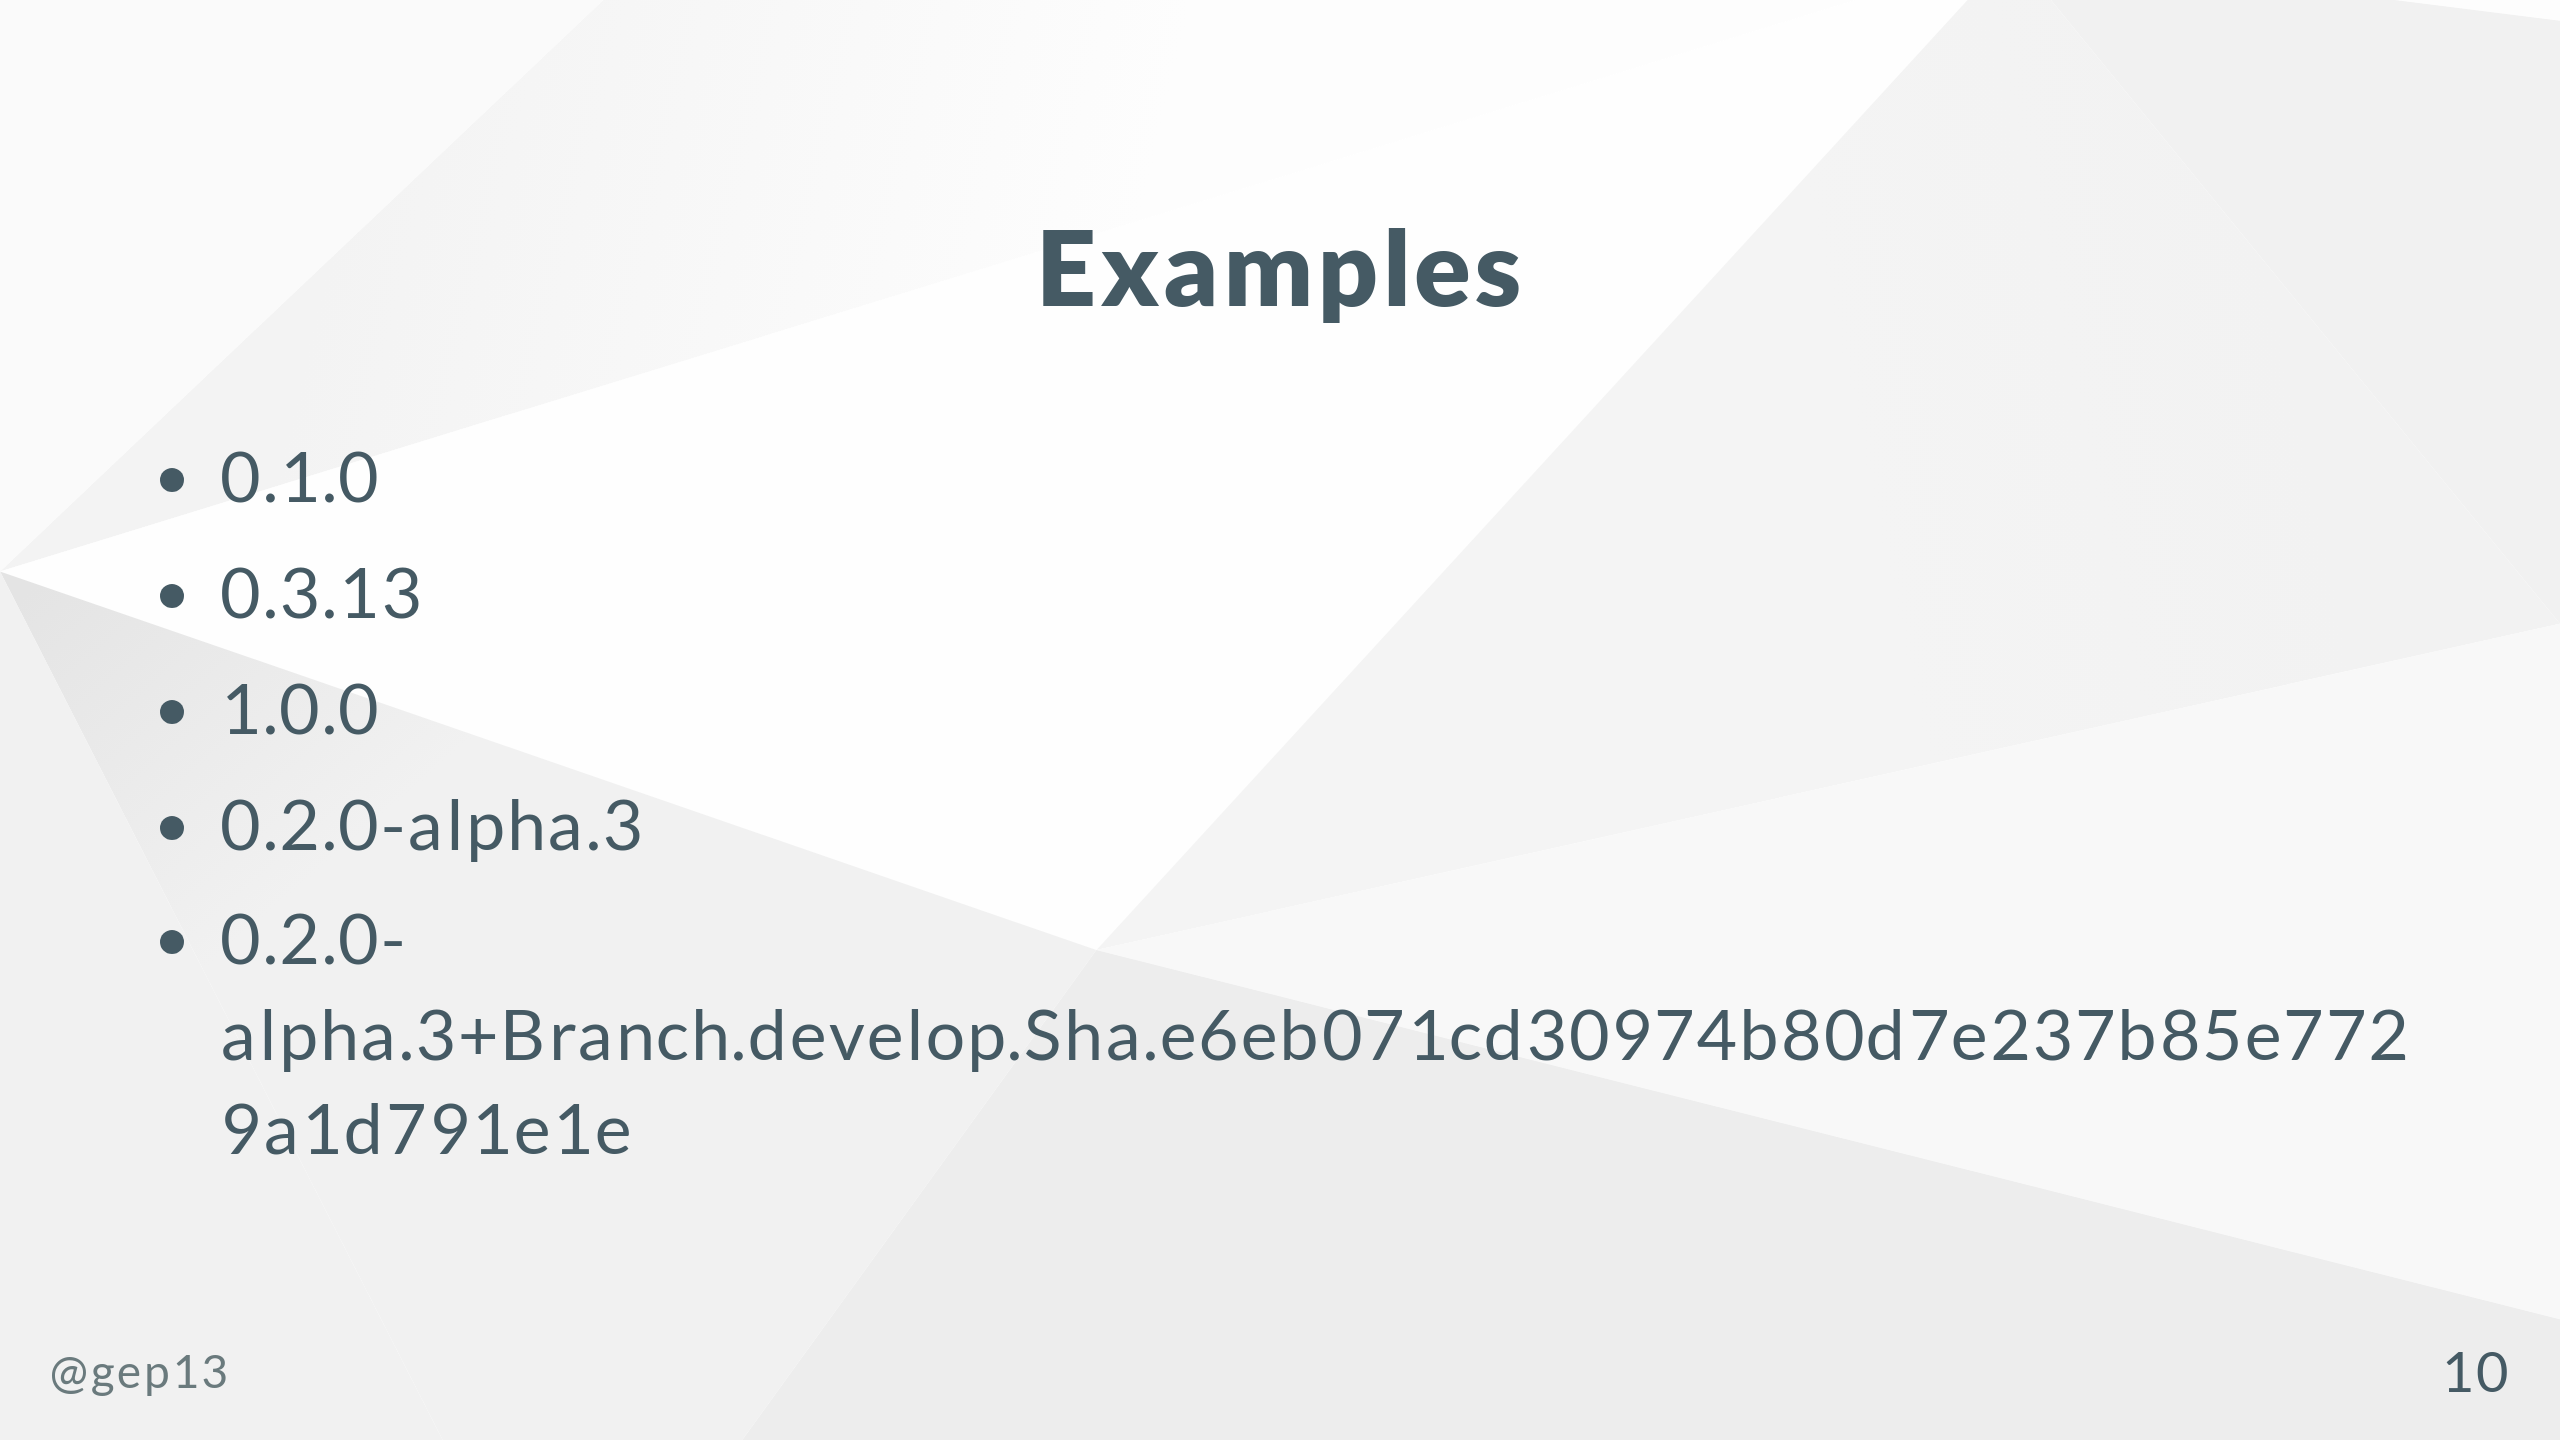 Examples
• 0.1.0
• 0.3.13
• 1.0.0
• 0.2.0-alpha.3
• 0.2.0-
alpha.3+Branch.develop.Sha.e6eb071cd30974b80d7e237b85e772
9a1d791e1e
@gep13
10